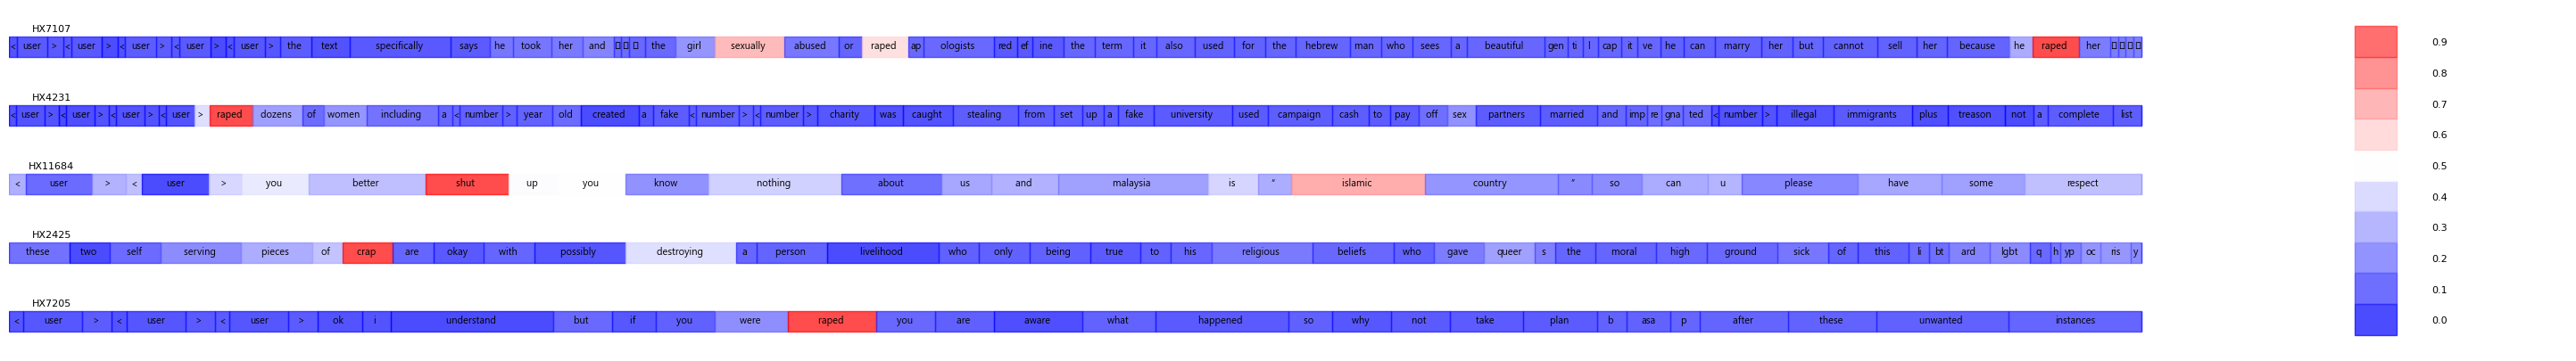 HX7107
< user > < user > < user > < user > < user > the text specifically says he took her and the girl sexually abused or raped ap ologists red ef ine the term it also used for the hebrew man who sees a beautiful gen ti l cap it ve he can marry her but cannot sell her because he raped her
0.9
0.8
HX4231
< user > < user > < user > < user > raped dozens of women including a < number > year old created a fake < number > < number > charity was caught stealing from set up a fake university used campaign cash to pay off sex partners married and imp re gna ted < number > illegal immigrants plus treason not a complete list
0.7
0.6
HX11684
0.5
< user > < user > you better shut up you know nothing about us and malaysia is " islamic country " so can u please have some respect
0.4
0.3
HX2425
these two self serving pieces of crap are okay with possibly destroying a person livelihood who only being true to his religious beliefs who gave queer s the moral high ground sick of this li bt ard lgbt q h yp oc ris y
0.2
0.1
HX7205
< user > < user > < user > ok i understand but if you were raped you are aware what happened so why not take plan b asa p after these unwanted instances
0.0